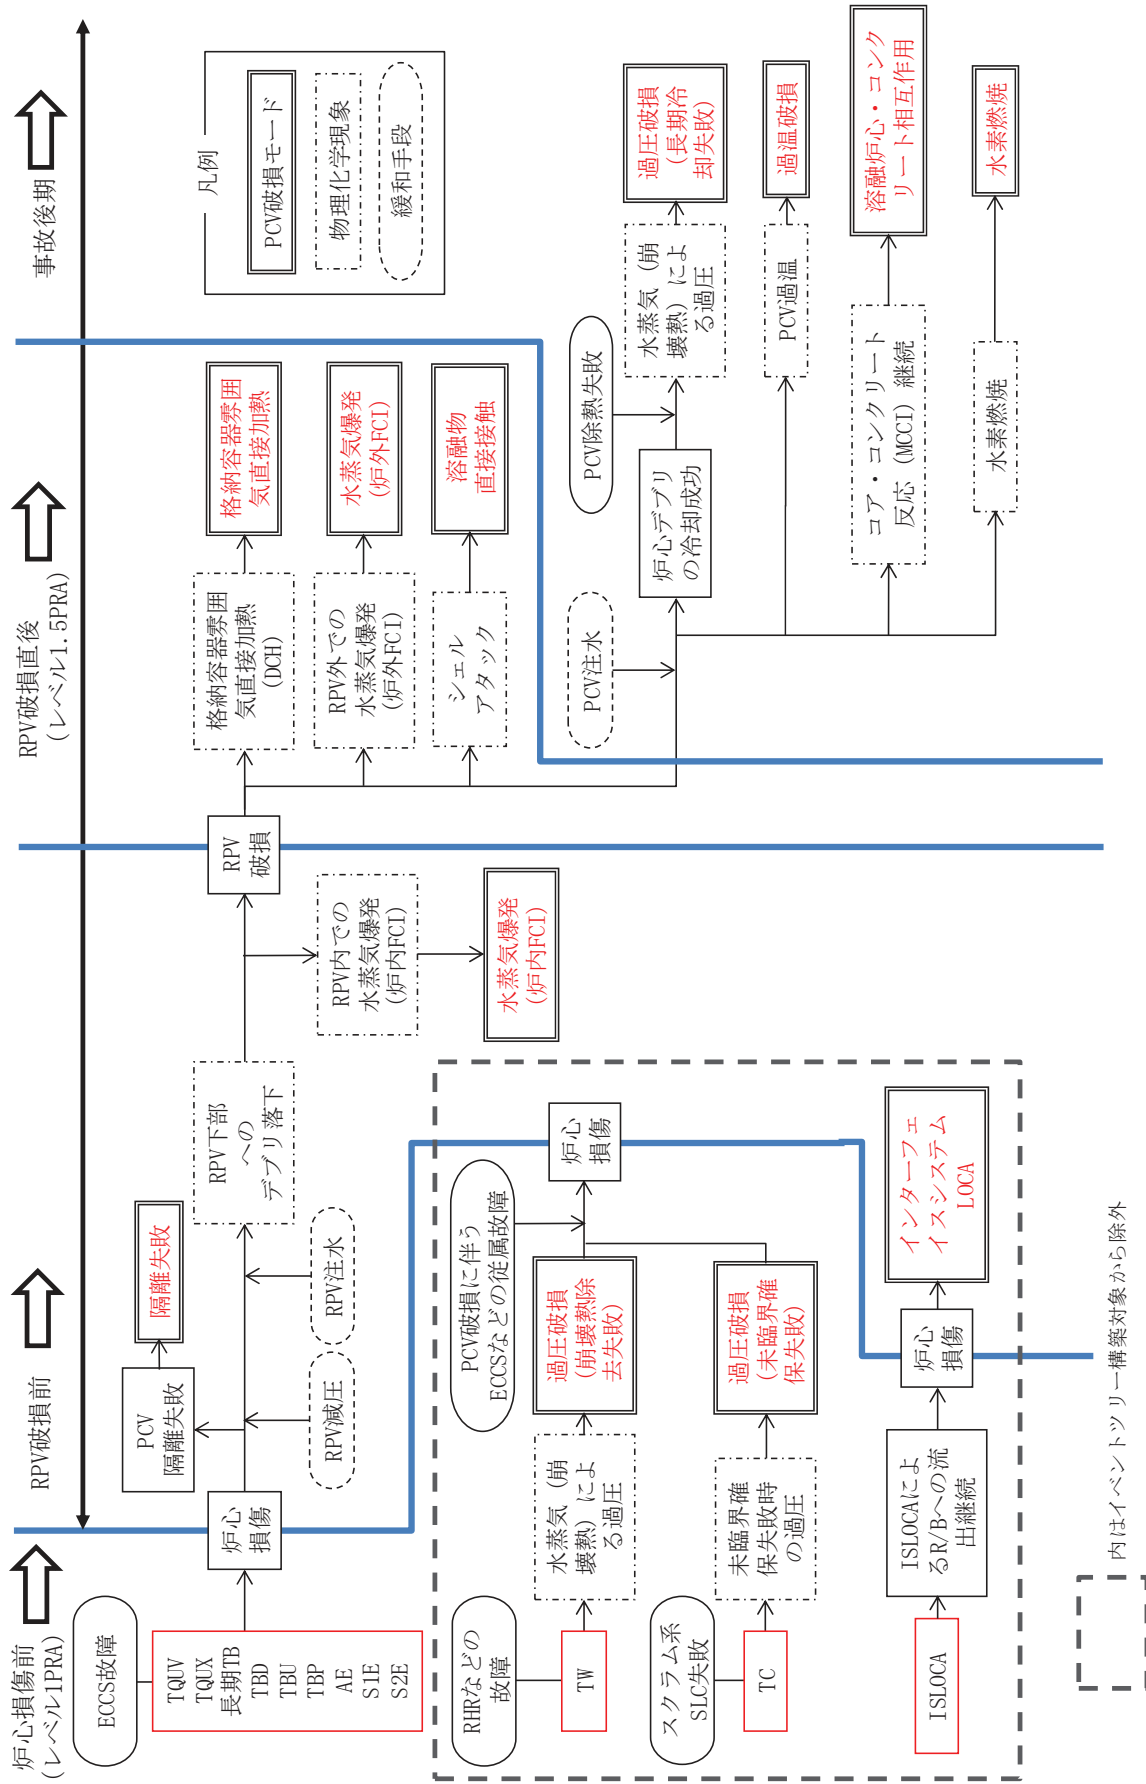 炉心損傷前
(レベル1PRA)
RPV破損前
RPV破損直後
(レベル1.5PRA)
事故後期
凡例
PCV破損モード
物理化学現象
緩和手段
ECCS故障
TQUV
TQUX
長期TB
TBD
TBU
TBP
AE
S1E
S2E
炉心
損傷
PCV
隔離失敗
隔離失敗
RPV減圧
RPV注水
RPV下部
への
デブリ落下
RPV内での
水蒸気爆発
(炉内FCI)
水蒸気爆発
(炉内FCI)
RPV
破損
格納容器雰囲
気直接加熱
(DCH)
格納容器雰囲
気直接加熱
RPV外での
水蒸気爆発
(炉外FCI)
水蒸気爆発
(炉外FCI)
シェル
アタック
溶融物
直接接触
PCV注水
炉心デブリ
の冷却成功
PCV除熱失敗
水蒸気（崩
壊熱）によ
る過圧
過圧破損
(長期冷
却失敗)
PCV過温
過温破損
コア・コンクリート
反応（MCCI）継続
溶融炉心・コンク
リート相互作用
水素燃焼
水素燃焼
RHRなどの
故障
TW
水蒸気（崩
壊熱）によ
る過圧
過圧破損
(崩壊熱除
去失敗)
PCV破損に伴う
ECCSなどの従属故障
炉心
損傷
スクラム系
SLC失敗
TC
未臨界確
保失敗時
の過圧
過圧破損
(未臨界確
保失敗)
ISLOCA
ISLOCAによ
るR/Bへの流
出継続
炉心
損傷
インターフェ
イスシステム
LOCA
内はイベントツリー構築対象から除外